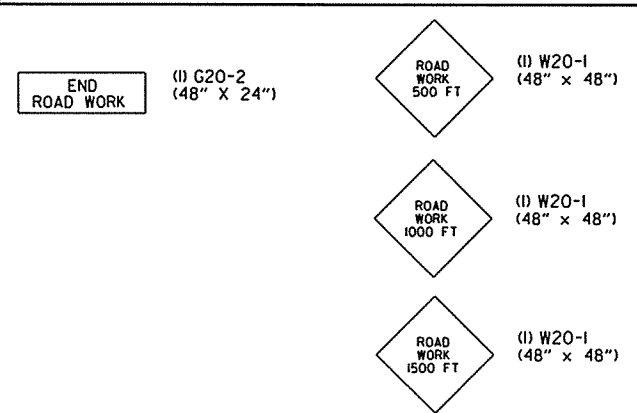 END
ROAD WORK
(1) G20-2
(48" X 24")
ROAD
WORK
500 FT
(1) W20-1
(48" x 48")
ROAD
WORK
1000 FT
(1) W20-1
(48" x 48")
ROAD
WORK
1500 FT
(1) W20-1
(48" x 48")